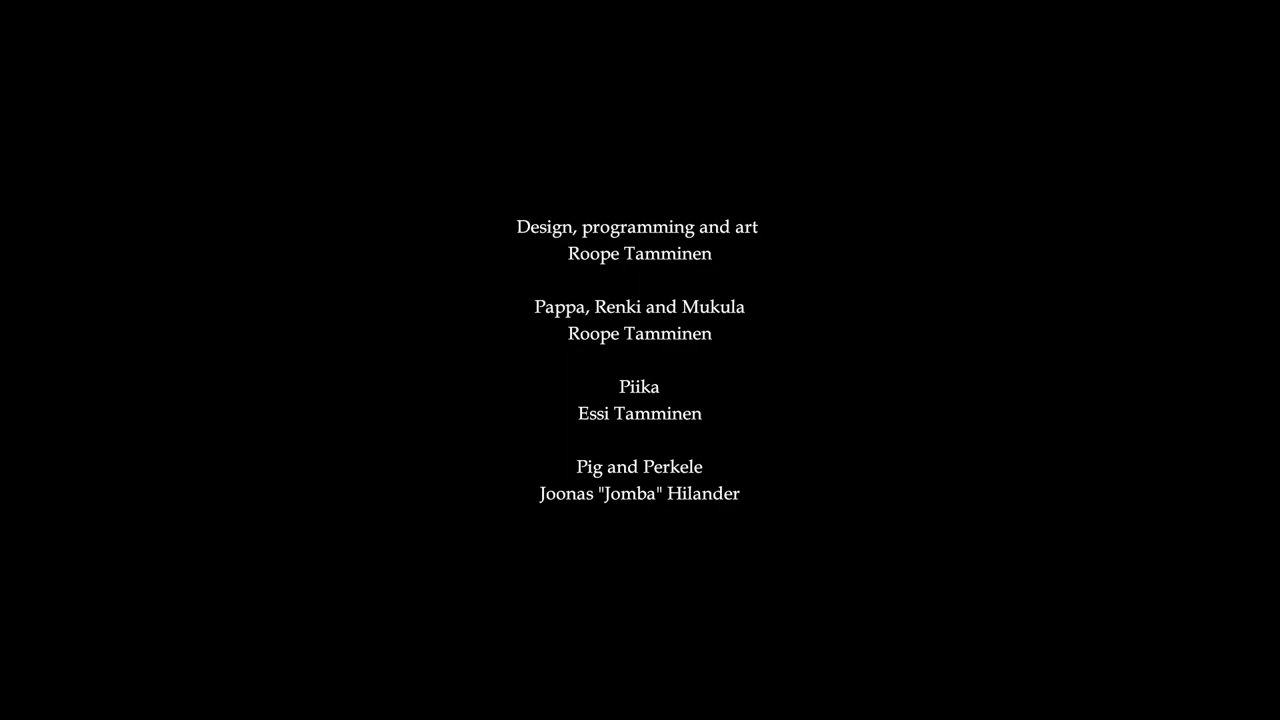 Design, programming and art
Roope Tamminen
Pappa, Renki and Mukula
Roope Tamminen
Piika
Essi Tamminen
Pig and Perkele
Joonas "Jomba" Hilander